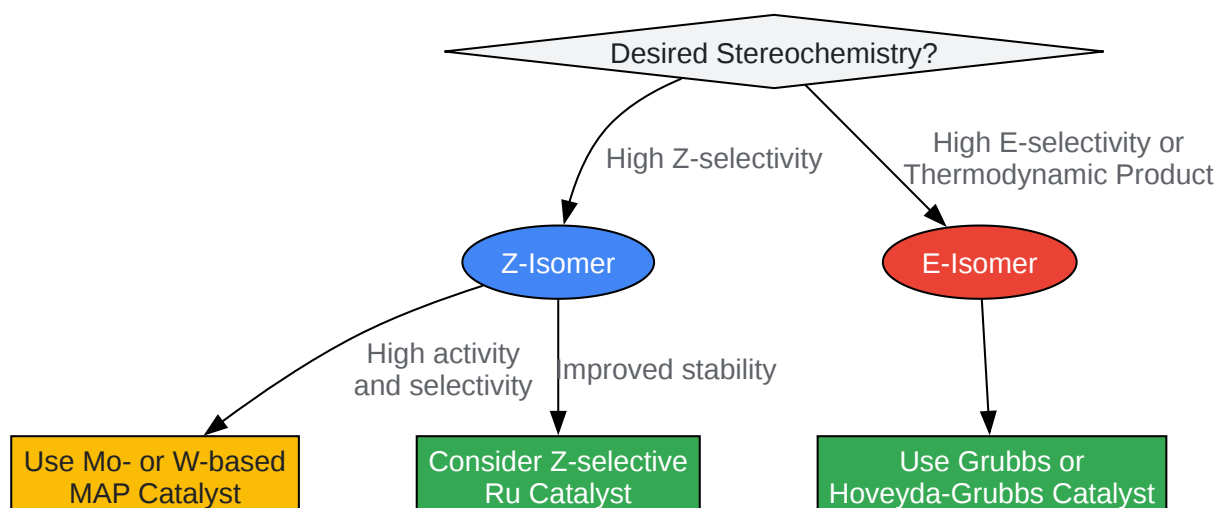 Desired Stereochemistry?
High Z-selectivity
High E-selectivity or
Thermodynamic Product
Z-Isomer
E-Isomer
High activity
and selectivity
Improved stability
Use Mo- or W-based
MAP Catalyst
Consider Z-selective
Ru Catalyst
Use Grubbs or
Hoveyda-Grubbs Catalyst